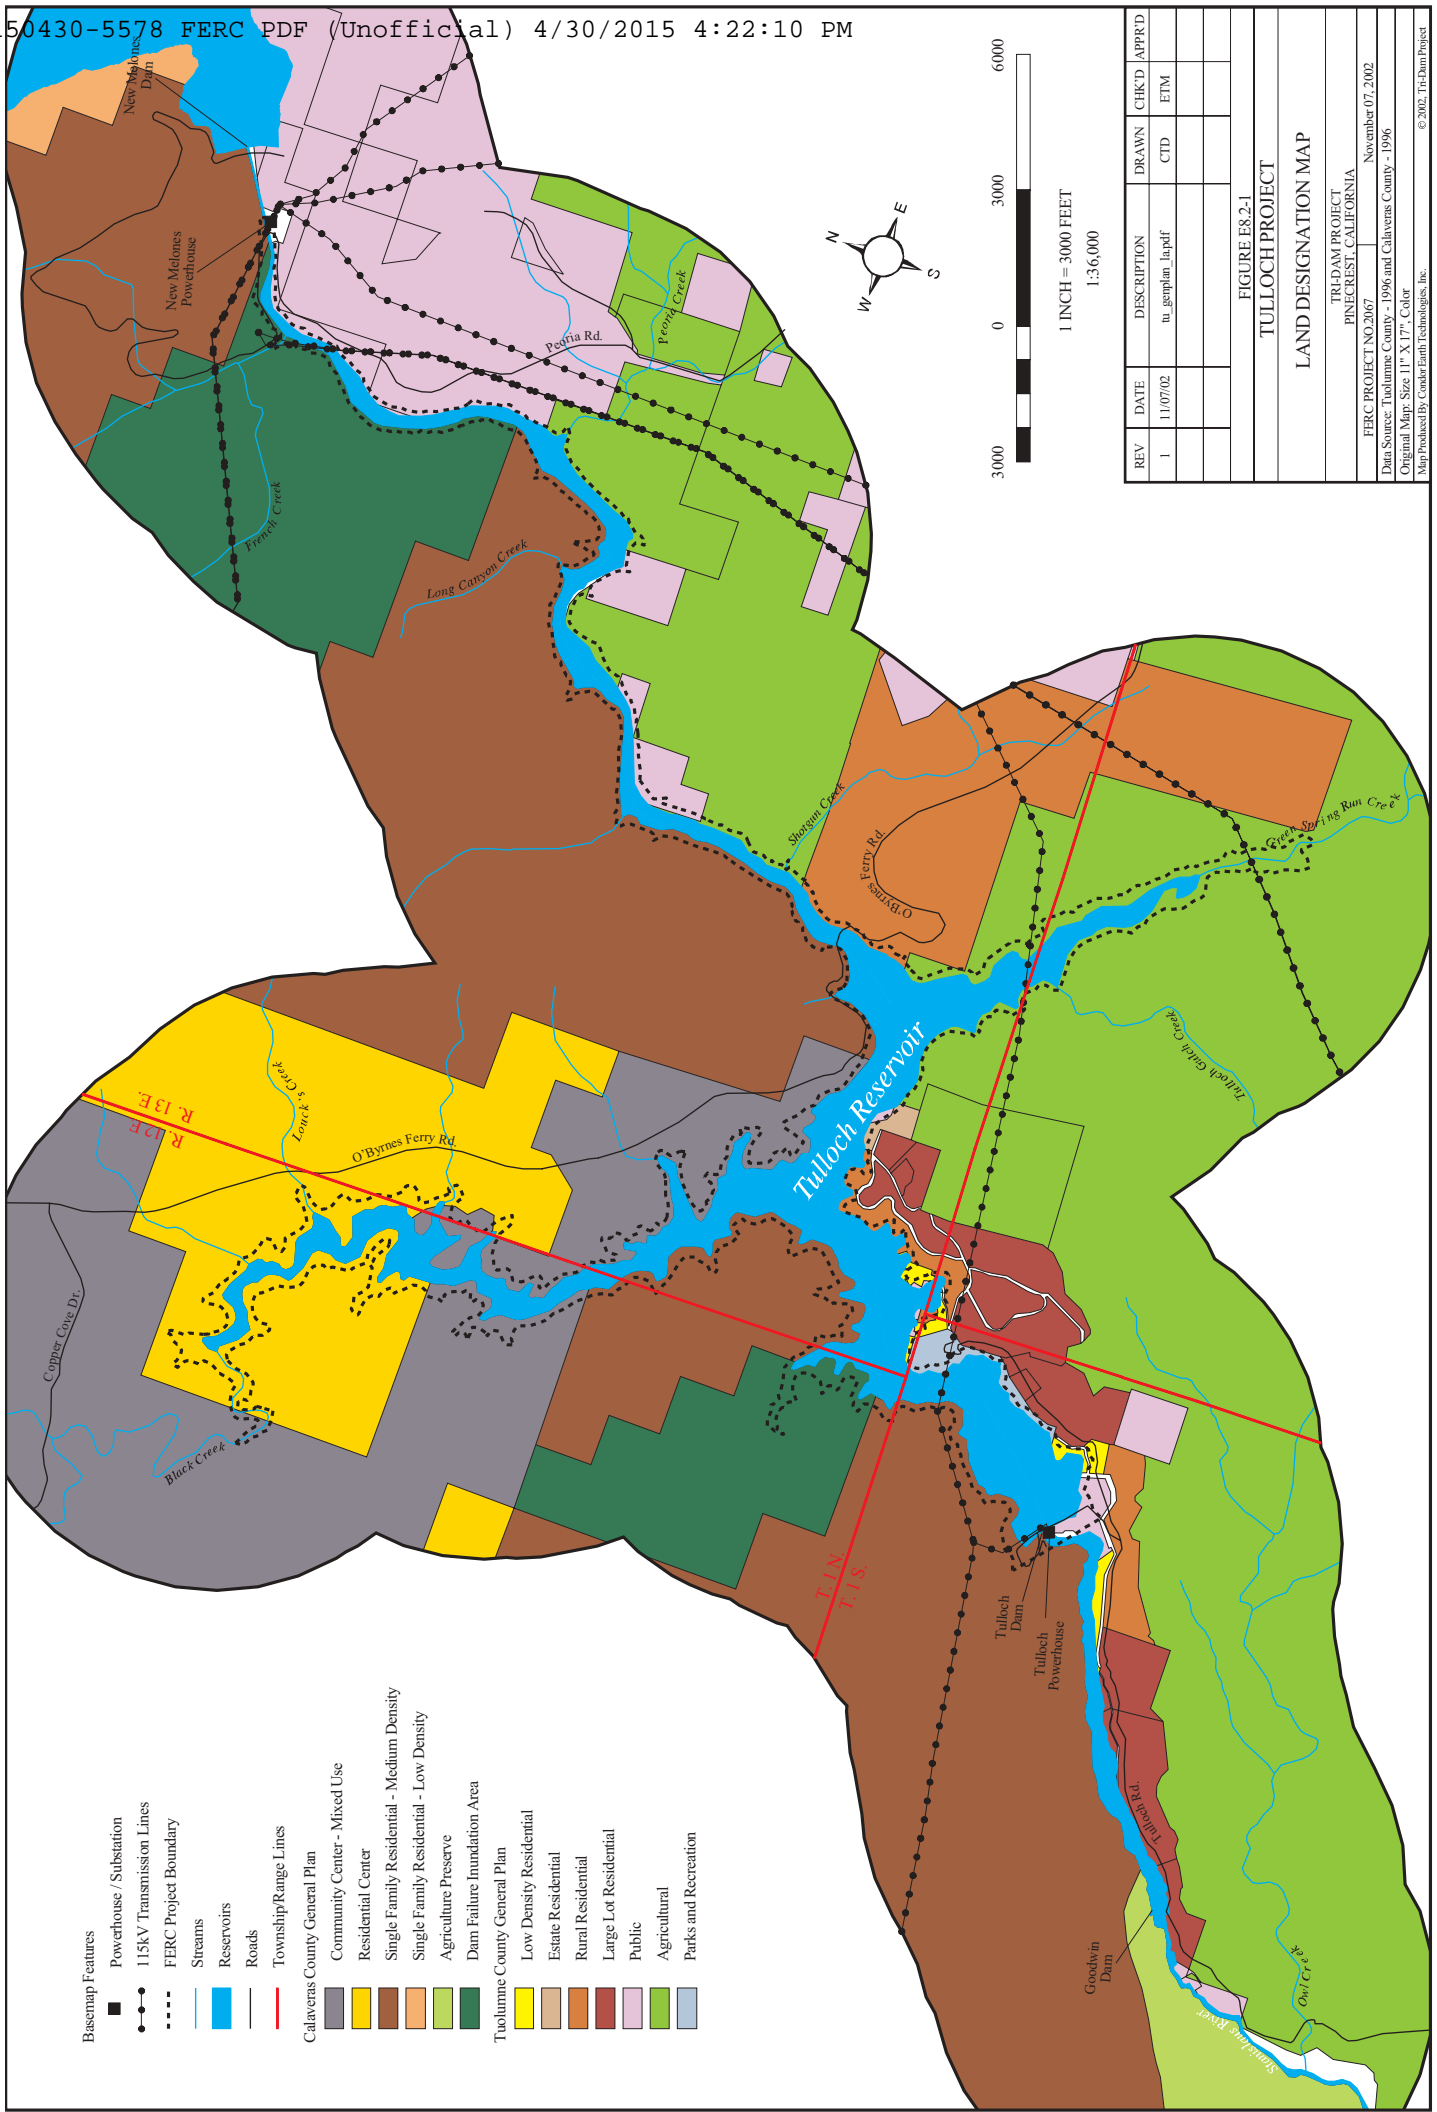 50430-5578 FERC PDF (Unofficial) 4/30/2015 4:22:10 PM
New Melones
Dam
New Melones
Powerhouse
French Creek
Long Canyon Creek
Peoria Rd.
Peoria Creek
Shotgun Creek
O'Byrnes Ferry Rd.
Green Spring Run Creek
Tulloch Gulch Creek
Tulloch Reservoir
R. 13 E.
R. 12 E.
Louck's Creek
O'Byrnes Ferry Rd.
Copper Cove Dr.
Black Creek
T. 1 N.
T. 1 S.
Tulloch
Dam
Tulloch
Powerhouse
Tulloch Rd.
Goodwin
Dam
Owl Creek
Stanislaus River
N
E
S
W
3000
0
3000
6000
1 INCH = 3000 FEET
1:36,000
REV DATE DESCRIPTION DRAWN CHK'D APPR'D
1 11/07/02 tu_genplan_la.pdf CTD ETM
FIGURE E8.2-1
TULLOCH PROJECT
LAND DESIGNATION MAP
TRI-DAM PROJECT
PINECREST, CALIFORNIA
FERC PROJECT NO.2067 November 07, 2002
Data Source: Tuolumne County - 1996 and Calaveras County - 1996
Original Map: Size 11" X 17", Color
Map Produced By Condor Earth Technologies, Inc. © 2002, Tri-Dam Project
Basemap Features
Powerhouse / Substation
115kV Transmission Lines
FERC Project Boundary
Streams
Reservoirs
Roads
Township/Range Lines
Calaveras County General Plan
Community Center - Mixed Use
Residential Center
Single Family Residential - Medium Density
Single Family Residential - Low Density
Agriculture Preserve
Dam Failure Inundation Area
Tuolumne County General Plan
Low Density Residential
Estate Residential
Rural Residential
Large Lot Residential
Public
Agricultural
Parks and Recreation